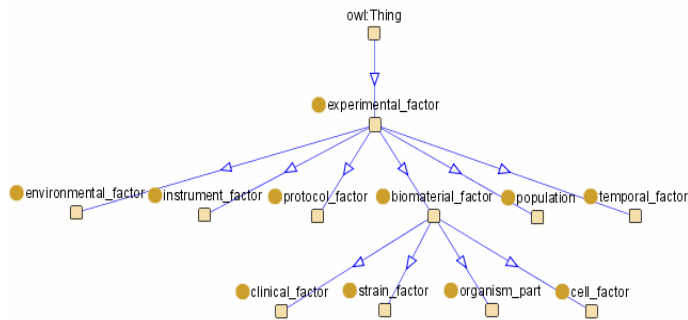 owl:Thing
experimental_factor
environmental_factor
instrument_factor
protocol_factor
biomaterial_factor
population
temporal_factor
clinical_factor
strain_factor
organism_part
cell_factor